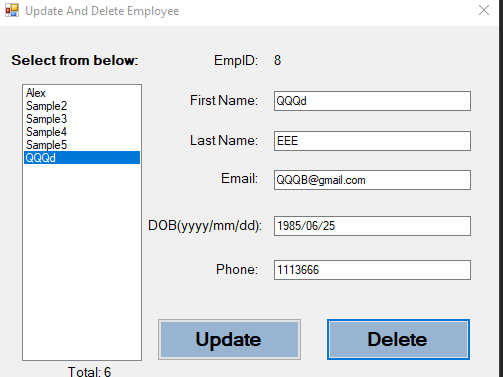 Update And Delete Employee
Select from below:
Alex
Sample2
Sample3
Sample4
Sample5
QQQd
Total: 6
EmpID: 8
First Name: QQQd
Last Name: EEE
Email: QQQB@gmail.com
DOB(yyyy/mm/dd): 1985/06/25
Phone: 1113666
Update Delete